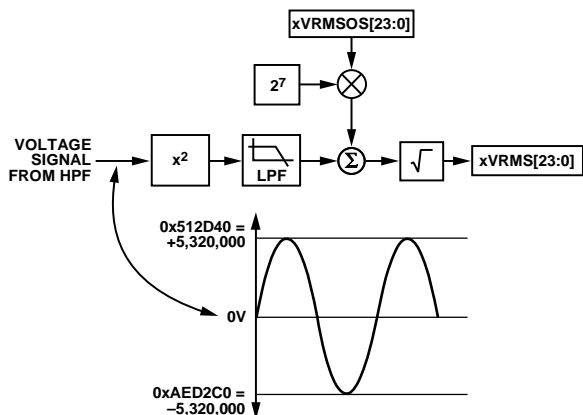 xVRMSOS[23:0]
2⁷
VOLTAGE
SIGNAL
FROM HPF
x²
LPF
Σ
√
xVRMS[23:0]
0x512D40 =
+5,320,000
0V
0xAED2C0 =
–5,320,000